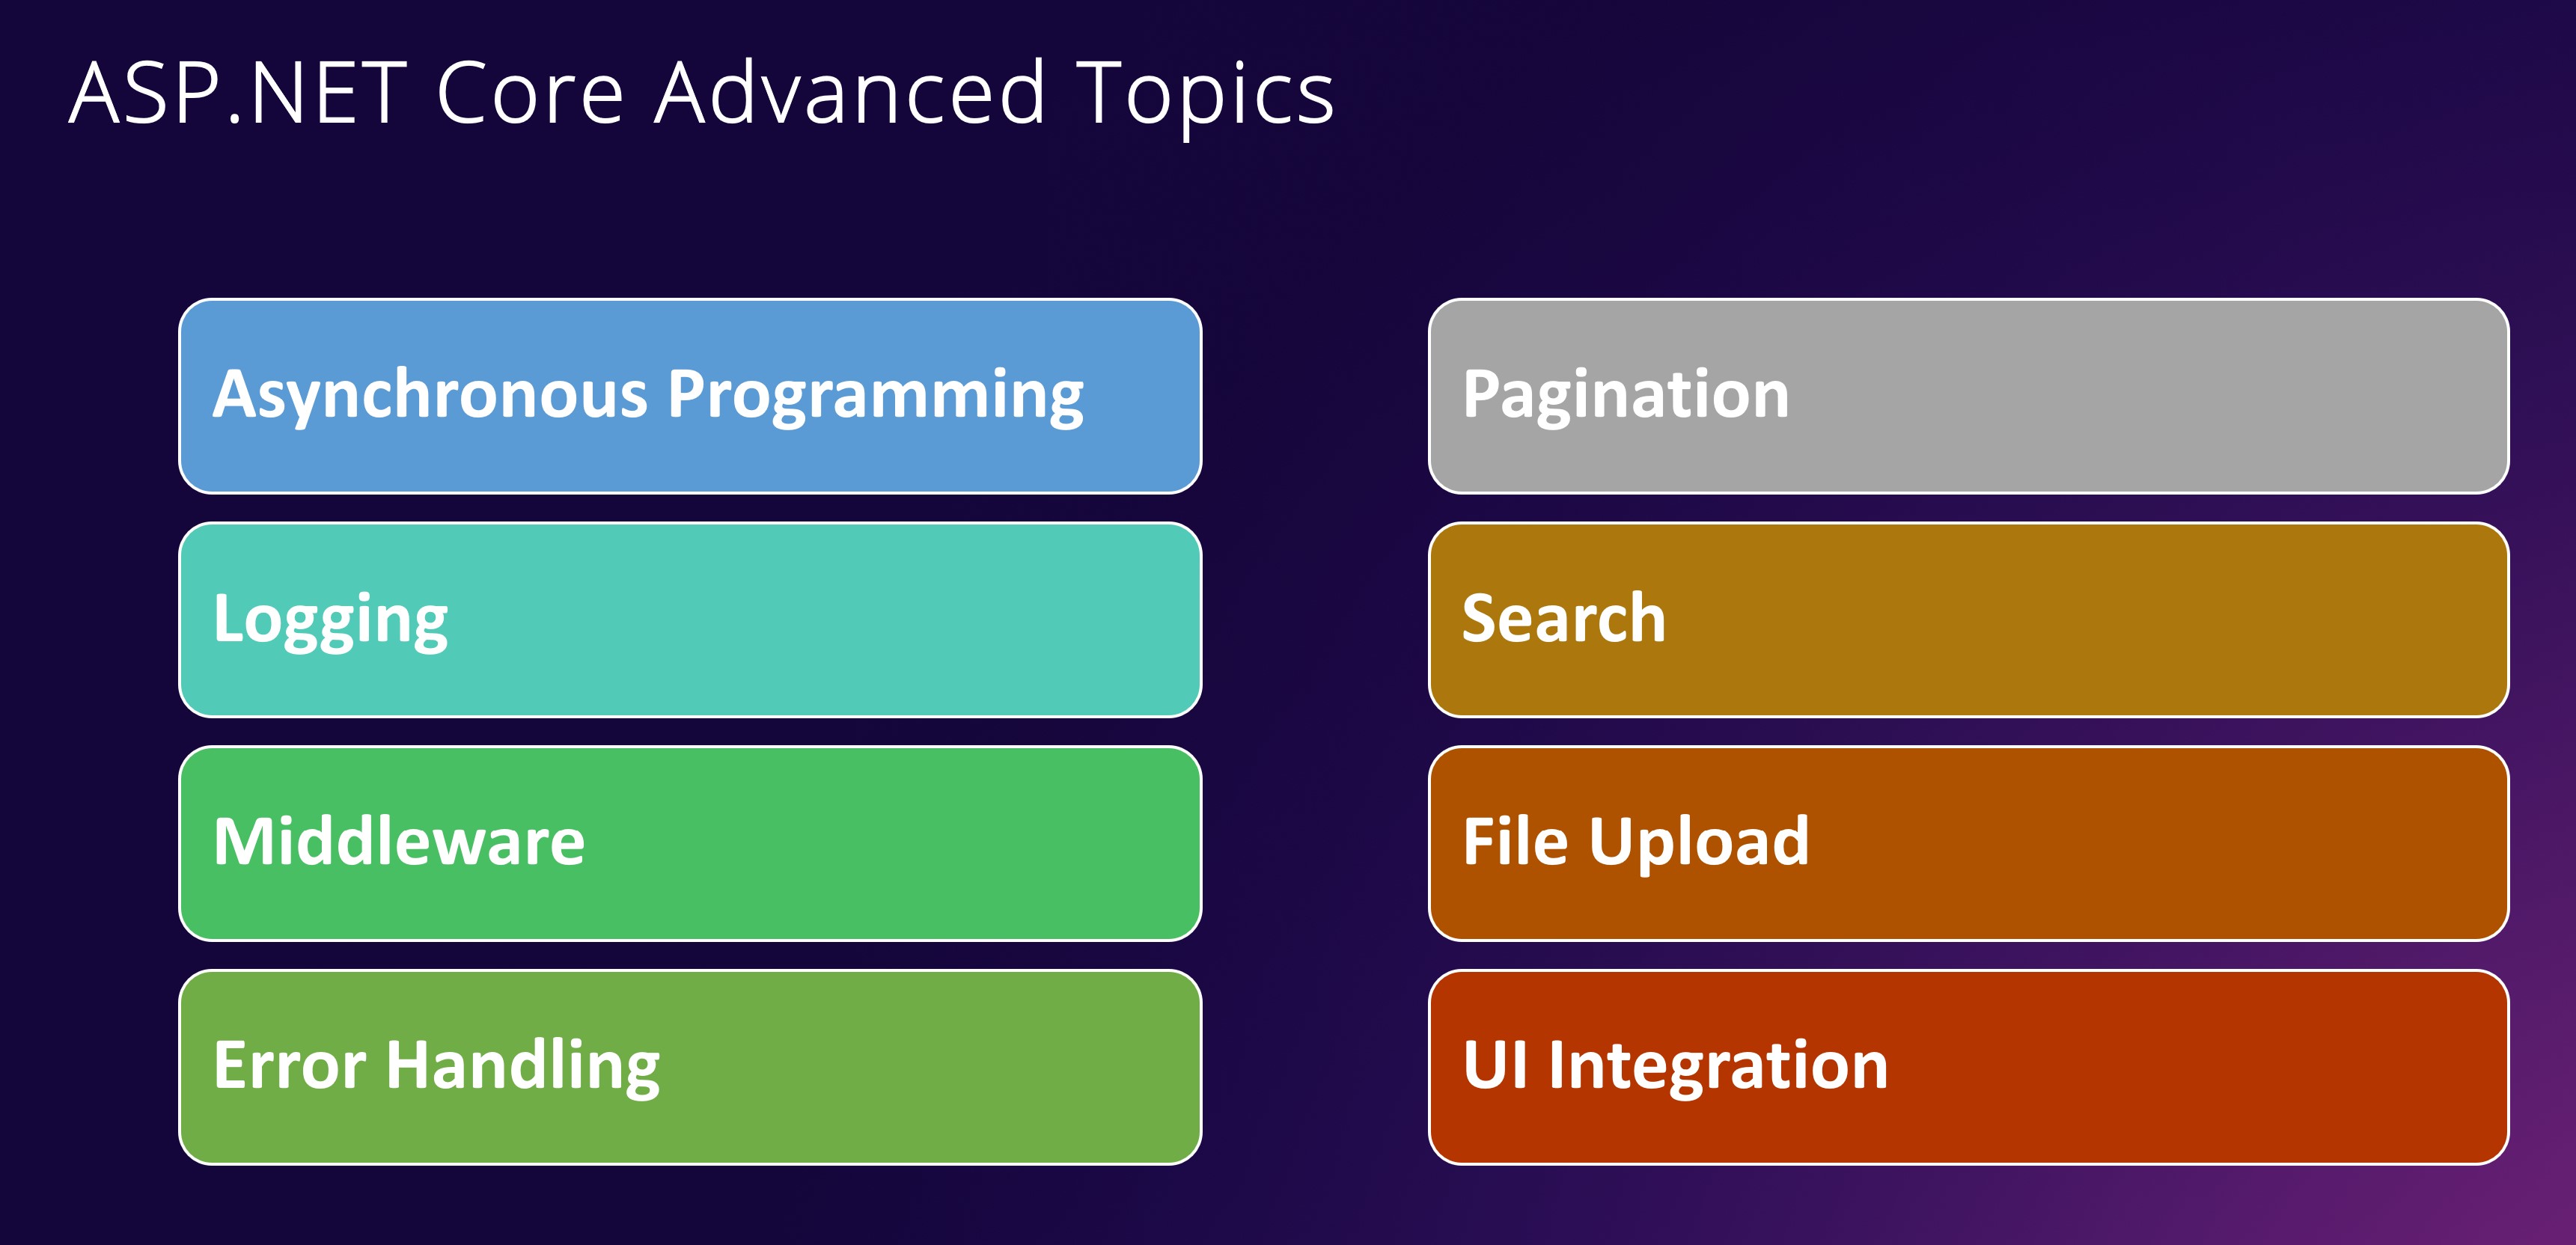 ASP.NET Core Advanced Topics
Asynchronous Programming
Logging
Middleware
Error Handling
Pagination
Search
File Upload
UI Integration